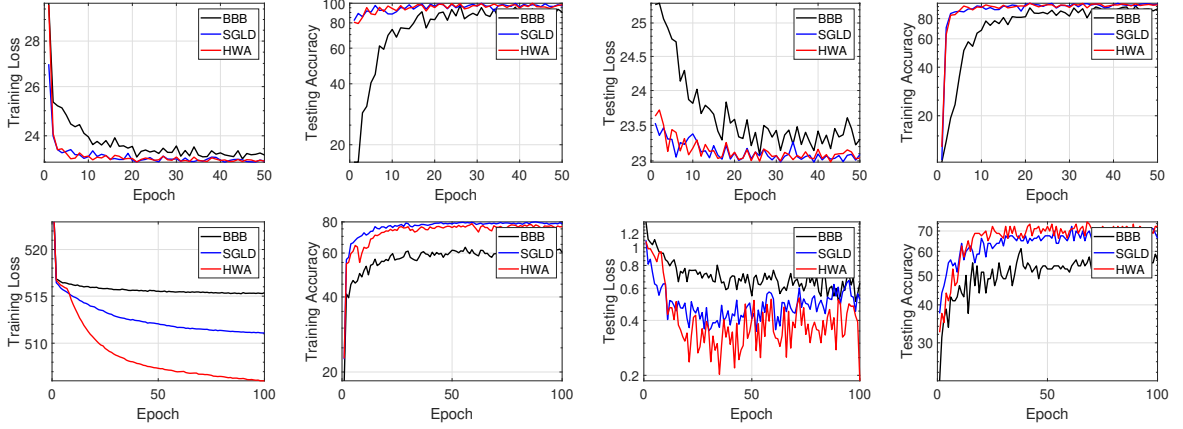 Training Loss
28
26
24
0 10 20 30 40 50
Epoch
BBB
SGLD
HWA
Testing Accuracy
100
80
60
40
20
0 10 20 30 40 50
Epoch
BBB
SGLD
HWA
Testing Loss
25
24.5
24
23.5
23
0 10 20 30 40 50
Epoch
BBB
SGLD
HWA
Training Accuracy
80
60
40
20
0 10 20 30 40 50
Epoch
BBB
SGLD
HWA
Training Loss
520
515
510
0 50 100
Epoch
BBB
SGLD
HWA
Training Accuracy
80
60
40
20
0 50 100
Epoch
BBB
SGLD
HWA
Testing Loss
1.2
0.8
0.6
0.4
0.2
0 50 100
Epoch
BBB
SGLD
HWA
Testing Accuracy
70
60
50
40
30
0 50 100
Epoch
BBB
SGLD
HWA